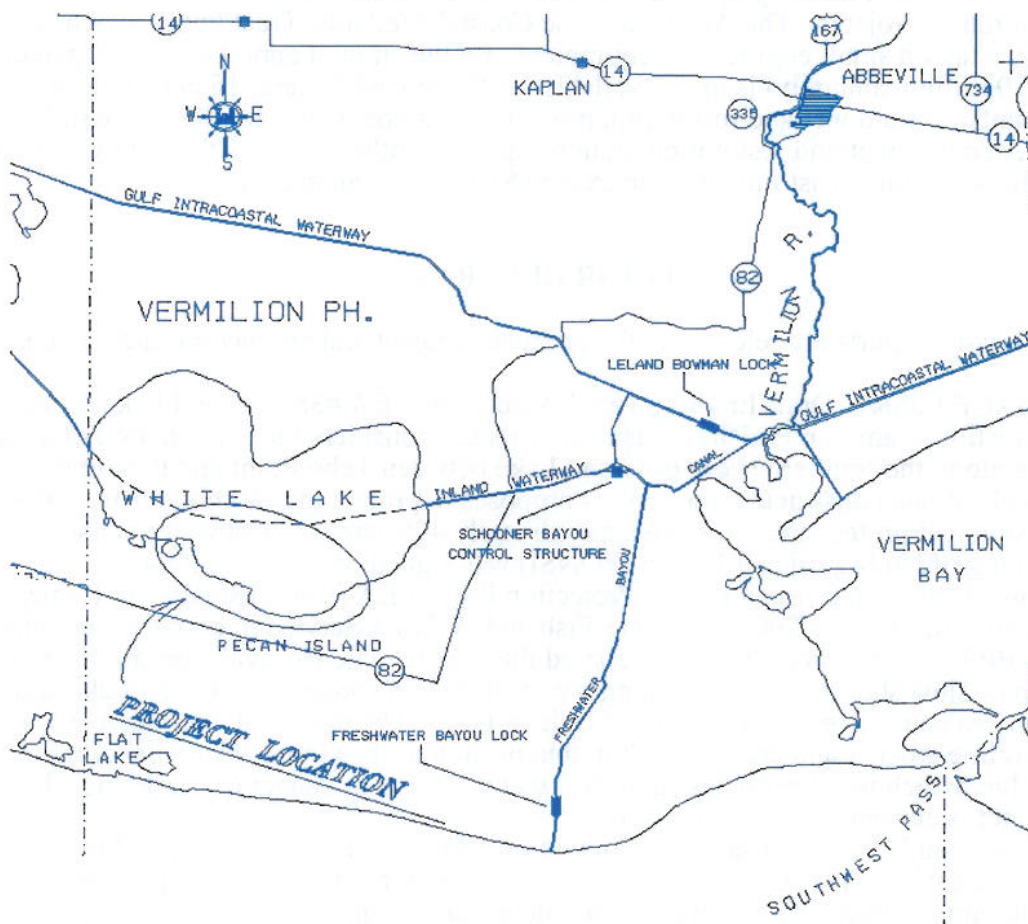 14
167
14
KAPLAN
ABBEVILLE
734
335
14
N
W E
S
GULF INTRACOASTAL WATERWAY
82
VERMILION R.
VERMILION PH.
LELAND BOWMAN LOCK
GULF INTRACOASTAL WATERWAY
CANAL
WHITE LAKE
INLAND WATERWAY
SCHOONER BAYOU
CONTROL STRUCTURE
VERMILION
BAY
PECAN ISLAND
82
FRESHWATER BAYOU
PROJECT LOCATION
FLAT
LAKE
FRESHWATER BAYOU LOCK
SOUTHWEST PASS